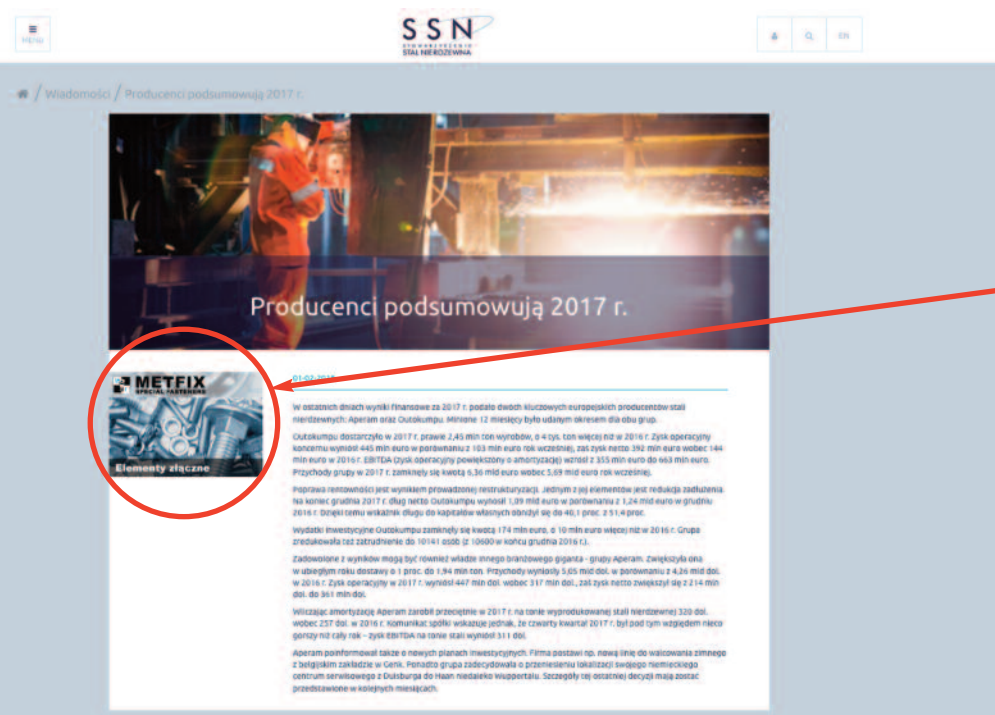 MENU
SSN
STOWARZYSZENIE
STAL NIERDZEWNA
EN
/ Wiadomości / Producenci podsumowują 2017 r.
Producenci podsumowują 2017 r.
METFIX
SPECIAL FASTENERS
Elementy złączne
01-02-2018
W ostatnich dniach wyniki finansowe za 2017 r. podało dwóch kluczowych europejskich producentów stali
nierdzewnych: Aperam oraz Outokumpu. Minione 12 miesięcy było udanym okresem dla obu grup.
Outokumpu dostarczyło w 2017 r. prawie 2,45 mln ton wyrobów, o 4 tys. ton więcej niż w 2016 r. Zysk operacyjny
koncernu wyniósł 445 mln euro w porównaniu z 103 mln euro rok wcześniej, zaś zysk netto 392 mln euro wobec 144
mln euro w 2016 r. EBITDA (zysk operacyjny powiększony o amortyzację) wzrósł z 355 mln euro do 663 mln euro.
Przychody grupy w 2017 r. zamknęły się kwotą 6,36 mld euro wobec 5,69 mld euro rok wcześniej.
Poprawa rentowności jest wynikiem prowadzonej restrukturyzacji. Jednym z jej elementów jest redukcja zadłużenia.
Na koniec grudnia 2017 r. dług netto Outokumpu wynosił 1,09 mld euro w porównaniu z 1,24 mld euro w grudniu
2016 r. Dzięki temu wskaźnik długu do kapitałów własnych obniżył się do 40,1 proc. z 51,4 proc.
Wydatki inwestycyjne Outokumpu zamknęły się kwotą 174 mln euro, o 10 mln euro więcej niż w 2016 r. Grupa
zredukowała też zatrudnienie do 10141 osób (z 10600 w końcu grudnia 2016 r.).
Zadowolone z wyników mogą być również władze innego branżowego giganta - grupy Aperam. Zwiększyła ona
w ubiegłym roku dostawy o 1 proc. do 1,94 mln ton. Przychody wyniosły 5,05 mld dol. w porównaniu z 4,26 mld dol.
w 2016 r. Zysk operacyjny w 2017 r. wyniósł 447 mln dol. wobec 317 mln dol., zaś zysk netto zwiększył się z 214 mln
dol. do 361 mln dol.
Wliczając amortyzację Aperam zarobił przeciętnie w 2017 r. na tonie wyprodukowanej stali nierdzewnej 320 dol.
wobec 257 dol. w 2016 r. Komunikat spółki wskazuje jednak, że czwarty kwartał 2017 r. był pod tym względem nieco
gorszy niż cały rok – zysk EBITDA na tonie stali wyniósł 311 dol.
Aperam poinformował także o nowych planach inwestycyjnych. Firma postawi np. nową linię do walcowania zimnego
z belgijskim zakładzie w Genk. Ponadto grupa zadecydowała o przeniesieniu lokalizacji swojego niemieckiego
centrum serwisowego z Duisburga do Haan niedaleko Wuppertalu. Szczegóły tej ostatniej decyzji mają zostać
przedstawione w kolejnych miesiącach.